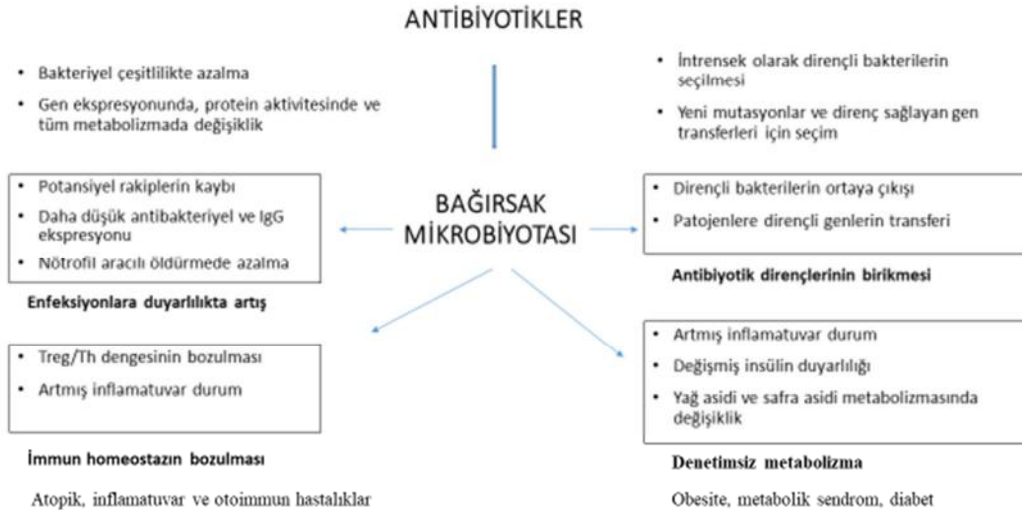 ANTİBİYOTİKLER
• Bakteriyel çeşitlilikte azalma
• Gen ekspresyonunda, protein aktivitesinde ve
tüm metabolizmada değişiklik
• İntrensek olarak dirençli bakterilerin
seçilmesi
• Yeni mutasyonlar ve direnç sağlayan gen
transferleri için seçim
• Potansiyel rakiplerin kaybı
• Daha düşük antibakteriyel ve IgG
ekspresyonu
• Nötrofil aracılı öldürmede azalma
Enfeksiyonlara duyarlılıkta artış
BAĞIRSAK
MİKROBİYOTASI
• Dirençli bakterilerin ortaya çıkışı
• Patojenlere dirençli genlerin transferi
Antibiyotik dirençlerinin birikmesi
• Treg/Th dengesinin bozulması
• Artmış inflamatuvar durum
İmmun homeostazın bozulması
Atopik, inflamatuvar ve otoimmun hastalıklar
• Artmış inflamatuvar durum
• Değişmiş insülin duyarlılığı
• Yağ asidi ve safra asidi metabolizmasında
değişiklik
Denetimsiz metabolizma
Obesite, metabolik sendrom, diabet